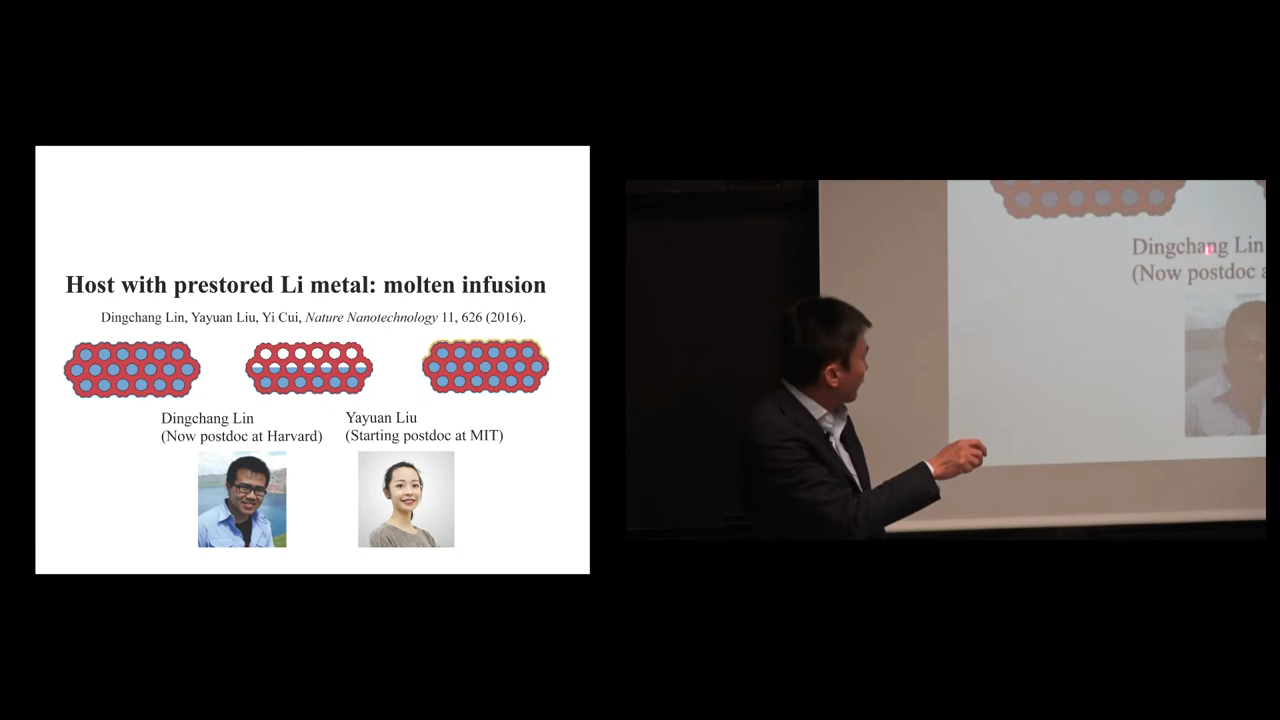 Host with prestored Li metal: molten infusion
Dingchang Lin, Yayuan Liu, Yi Cui, Nature Nanotechnology 11, 626 (2016).
Dingchang Lin
(Now postdoc at Harvard)
Yayuan Liu
(Starting postdoc at MIT)
Dingchang Lin
(Now postdoc a